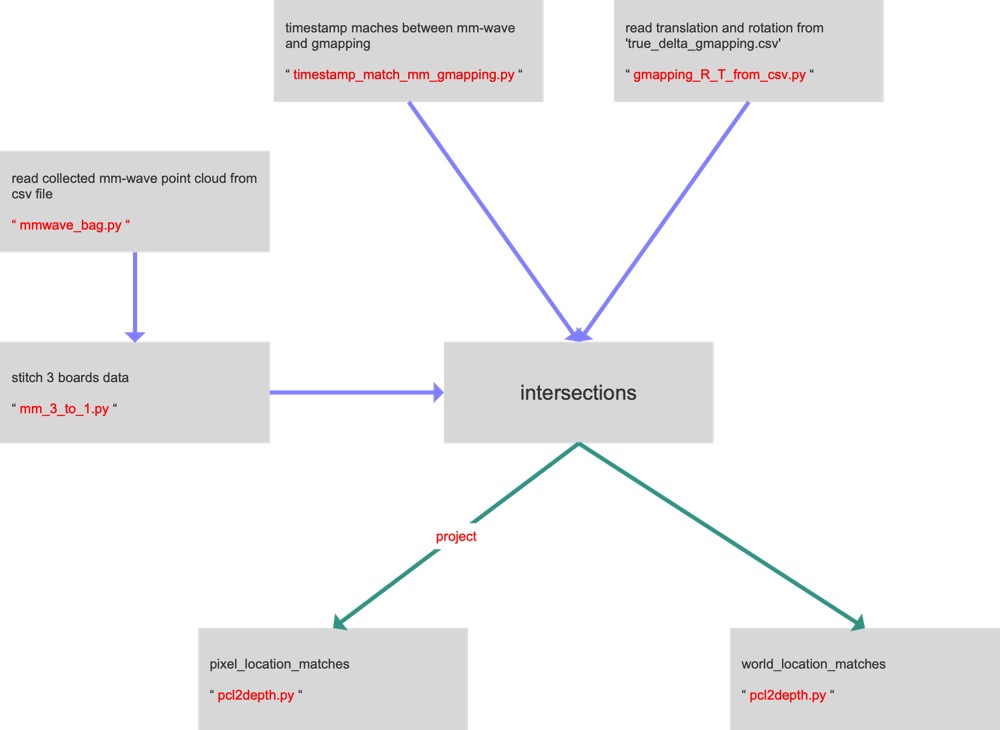 timestamp maches between mm-wave
and gmapping
“ timestamp_match_mm_gmapping.py “
read translation and rotation from
'true_delta_gmapping.csv'
“ gmapping_R_T_from_csv.py “
read collected mm-wave point cloud from
csv file
“ mmwave_bag.py “
stitch 3 boards data
“ mm_3_to_1.py “
intersections
project
pixel_location_matches
“ pcl2depth.py “
world_location_matches
“ pcl2depth.py “